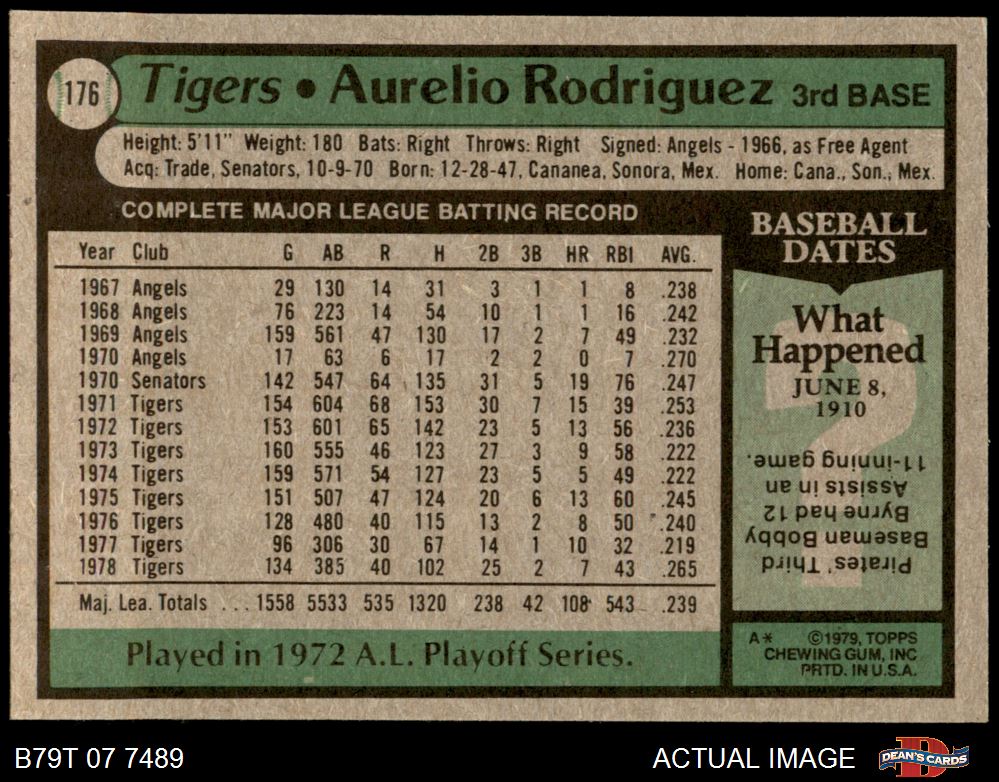 176 Tigers • Aurelio Rodriguez 3rd BASE
Height: 5'11" Weight: 180 Bats: Right Throws: Right Signed: Angels - 1966, as Free Agent
Acq: Trade, Senators, 10-9-70 Born: 12-28-47, Cananea, Sonora, Mex. Home: Cana., Son., Mex.
COMPLETE MAJOR LEAGUE BATTING RECORD
Year Club G AB R H 2B 3B HR RBI AVG.
1967 Angels 29 130 14 31 3 1 1 8 .238
1968 Angels 76 223 14 54 10 1 1 16 .242
1969 Angels 159 561 47 130 17 2 7 49 .232
1970 Angels 17 63 6 17 2 2 0 7 .270
1970 Senators 142 547 64 135 31 5 19 76 .247
1971 Tigers 154 604 68 153 30 7 15 39 .253
1972 Tigers 153 601 65 142 23 5 13 56 .236
1973 Tigers 160 555 46 123 27 3 9 58 .222
1974 Tigers 159 571 54 127 23 5 5 49 .222
1975 Tigers 151 507 47 124 20 6 13 60 .245
1976 Tigers 128 480 40 115 13 2 8 50 .240
1977 Tigers 96 306 30 67 14 1 10 32 .219
1978 Tigers 134 385 40 102 25 2 7 43 .265
Maj. Lea. Totals ... 1558 5533 535 1320 238 42 108 543 .239
Played in 1972 A.L. Playoff Series.
BASEBALL
DATES
What
Happened
JUNE 8,
1910
Pirates' Third
Baseman Bobby
Byrne had 12
Assists in an
11-inning game.
A* ©1979, TOPPS
CHEWING GUM, INC
PRTD. IN U.S.A.
B79T 07 7489 ACTUAL IMAGE DEAN'S CARDS